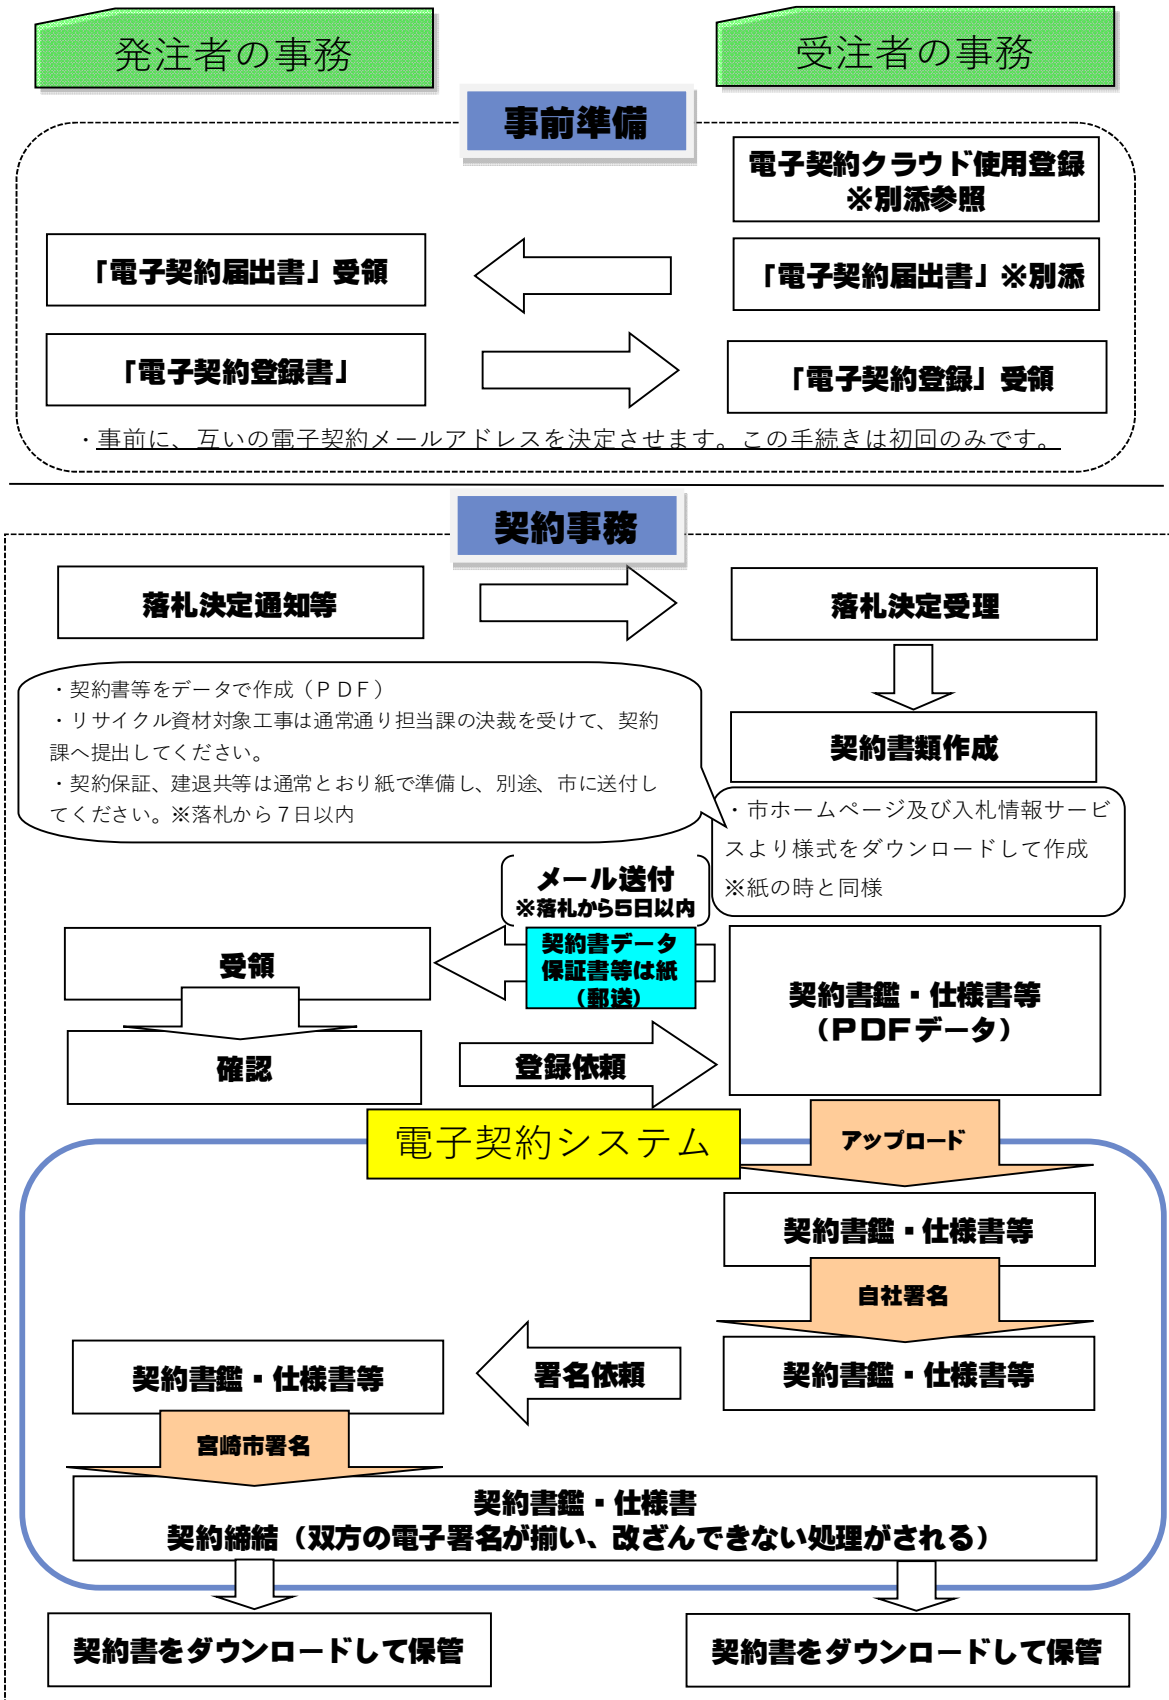 発注者の事務
受注者の事務
事前準備
電子契約クラウド使用登録
※別添参照
「電子契約届出書」受領
「電子契約届出書」※別添
「電子契約登録書」
「電子契約登録」受領
・事前に、互いの電子契約メールアドレスを決定させます。この手続きは初回のみです。
契約事務
落札決定通知等
落札決定受理
・契約書等をデータで作成（ＰＤＦ）
・リサイクル資材対象工事は通常通り担当課の決裁を受けて、契約
課へ提出してください。
・契約保証、建退共等は通常とおり紙で準備し、別途、市に送付し
てください。※落札から７日以内
契約書類作成
・市ホームページ及び入札情報サービ
スより様式をダウンロードして作成
※紙の時と同様
メール送付
※落札から５日以内
契約書データ
保証書等は紙
（郵送）
受領
契約書鑑・仕様書等
（ＰＤＦデータ）
確認
登録依頼
電子契約システム
アップロード
契約書鑑・仕様書等
自社署名
契約書鑑・仕様書等
署名依頼
契約書鑑・仕様書等
宮崎市署名
契約書鑑・仕様書
契約締結（双方の電子署名が揃い、改ざんできない処理がされる）
契約書をダウンロードして保管
契約書をダウンロードして保管